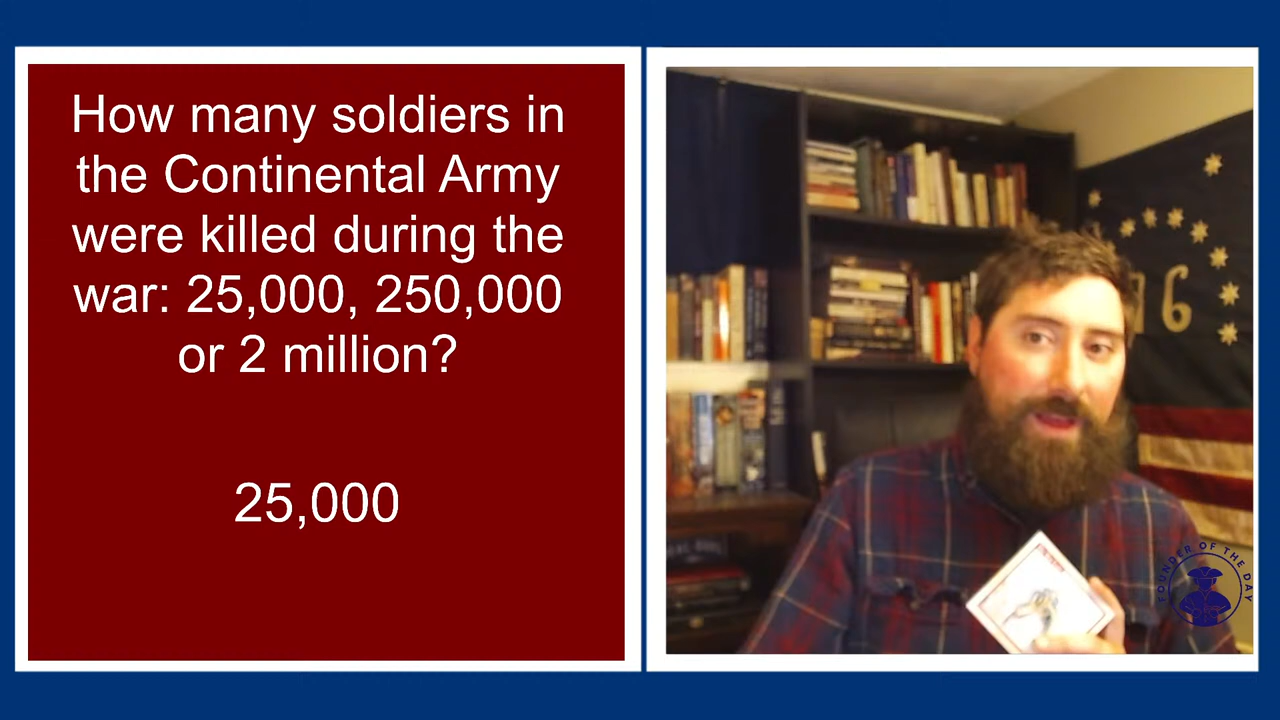 How many soldiers in
the Continental Army
were killed during the
war: 25,000, 250,000
or 2 million?
25,000
76
FOUNDER OF THE DAY